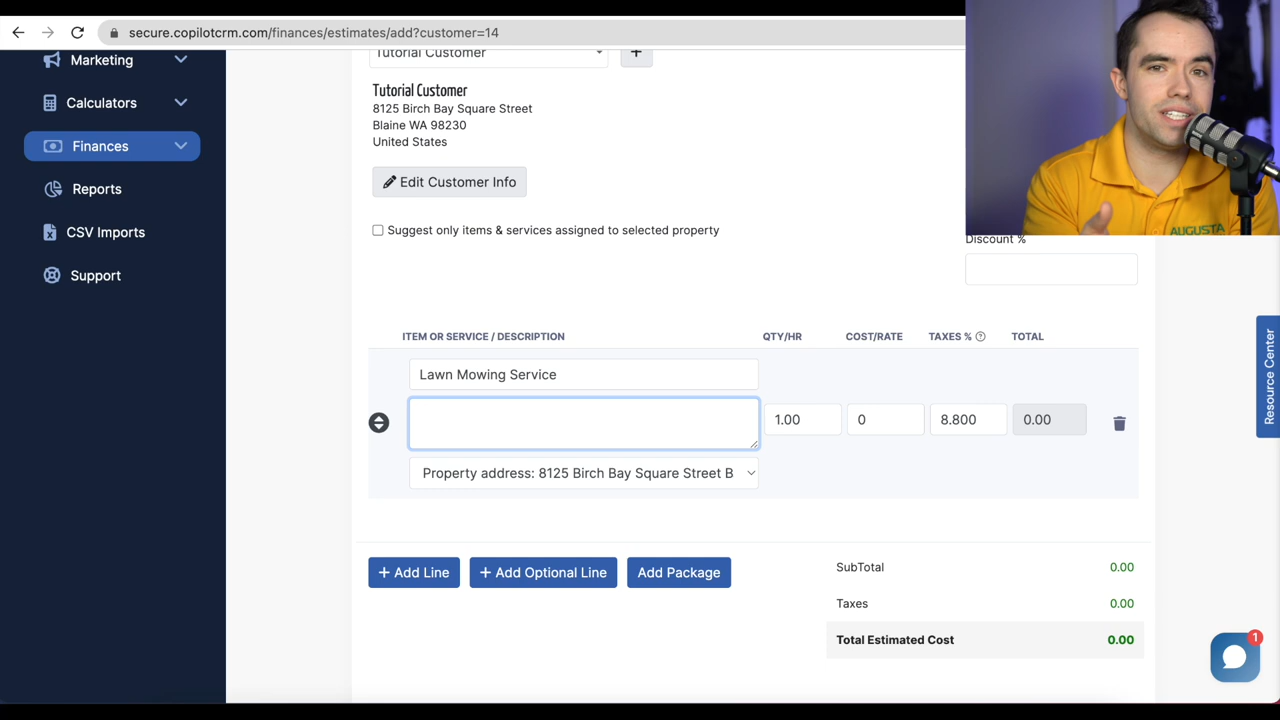 secure.copilotcrm.com/finances/estimates/add?customer=14
Marketing
Calculators
Finances
Reports
CSV Imports
Support
Tutorial Customer
+
Tutorial Customer
8125 Birch Bay Square Street
Blaine WA 98230
United States
Edit Customer Info
Suggest only items & services assigned to selected property
AUGUSTA
Discount %
ITEM OR SERVICE / DESCRIPTION QTY/HR COST/RATE TAXES % ? TOTAL
Lawn Mowing Service
1.00 0 8.800 0.00
Property address: 8125 Birch Bay Square Street B
+ Add Line + Add Optional Line Add Package
SubTotal 0.00
Taxes 0.00
Total Estimated Cost 0.00
Resource Center
1